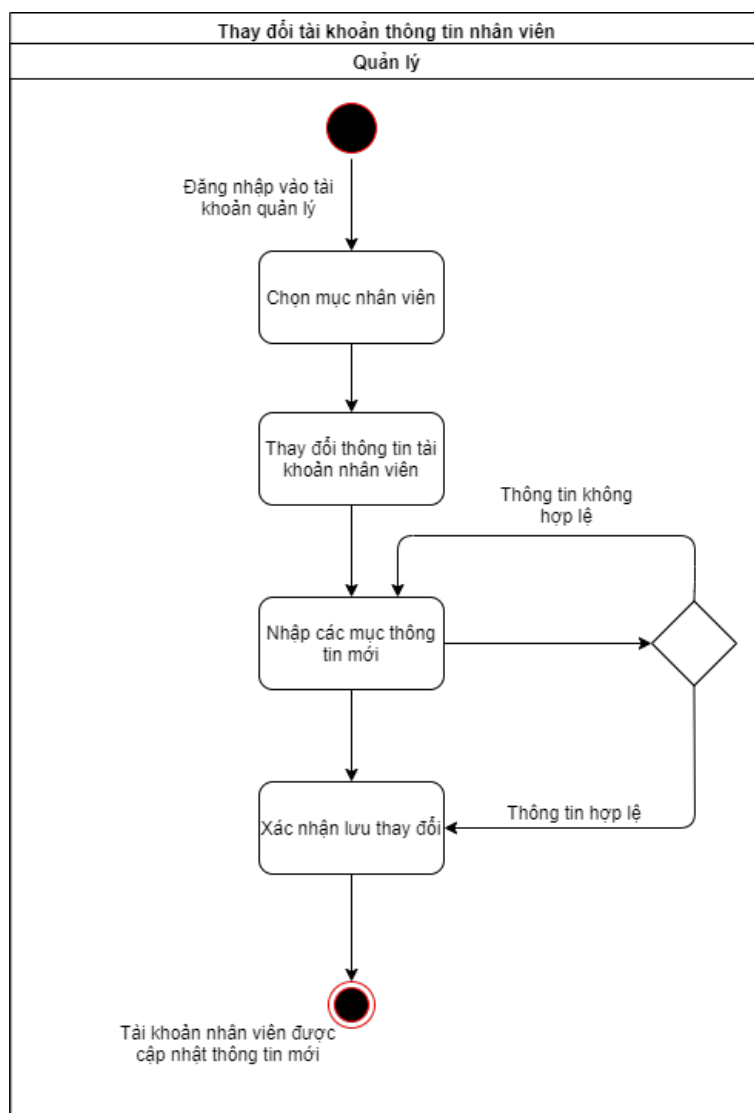 Thay đổi tài khoản thông tin nhân viên
Quản lý
Đăng nhập vào tài
khoản quản lý
Chọn mục nhân viên
Thay đổi thông tin tài
khoản nhân viên
Thông tin không
hợp lệ
Nhập các mục thông
tin mới
Xác nhận lưu thay đổi
Thông tin hợp lệ
Tài khoản nhân viên được
cập nhật thông tin mới